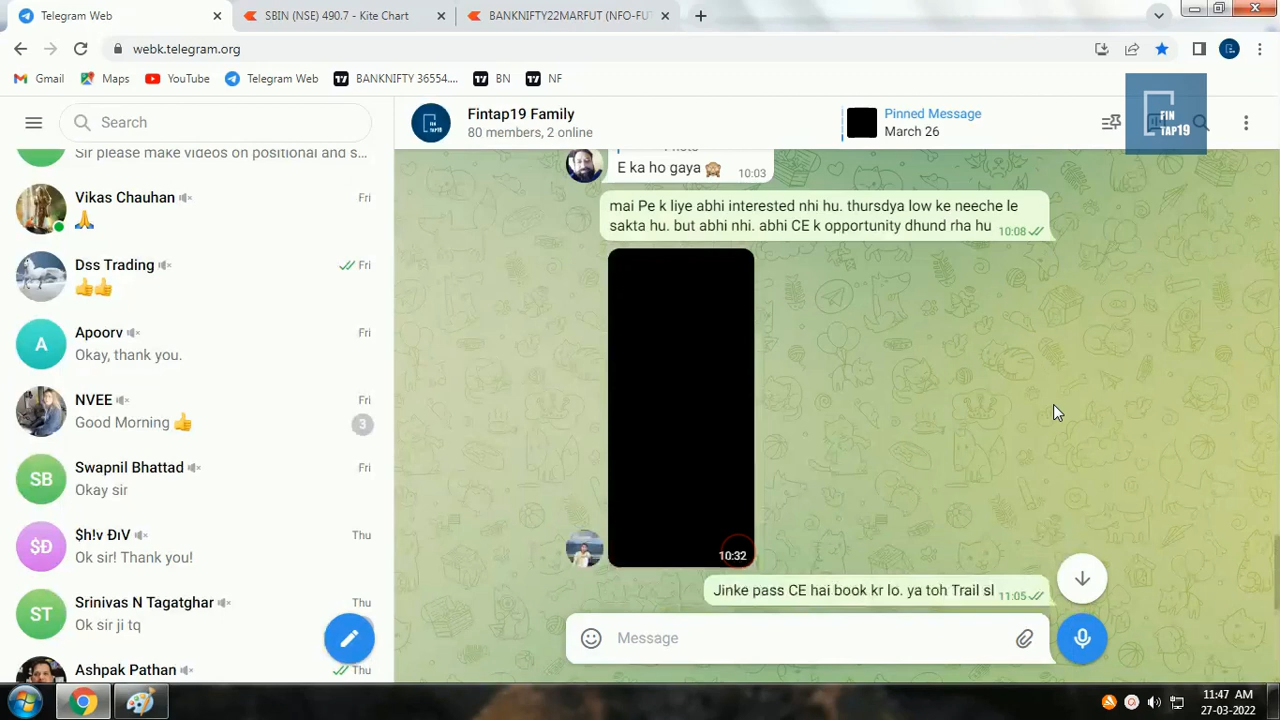 Telegram Web
SBIN (NSE) 490.7 - Kite Chart
BANKNIFTY22MARFUT (NFO-FUT
webk.telegram.org
Gmail
Maps
YouTube
Telegram Web
BANKNIFTY 36554....
BN
NF
Search
Sir please make videos on positional and s...
Vikas Chauhan
Fri
🙏
Dss Trading
Fri
👍👍
A
Apoorv
Fri
Okay, thank you.
NVEE
Fri
Good Morning 👍
3
SB
Swapnil Bhattad
Fri
Okay sir
$Đ
$h!v ĐıV
Thu
Ok sir! Thank you!
ST
Srinivas N Tagatghar
Thu
Ok sir ji tq
Ashpak Pathan
Thu
Fintap19 Family
80 members, 2 online
Pinned Message
March 26
FIN
TAP19
E ka ho gaya 🙈
10:03
mai Pe k liye abhi interested nhi hu. thursdya low ke neeche le
sakta hu. but abhi nhi. abhi CE k opportunity dhund rha hu
10:08
10:32
Jinke pass CE hai book kr lo. ya toh Trail sl
11:05
Message
11:47 AM
27-03-2022